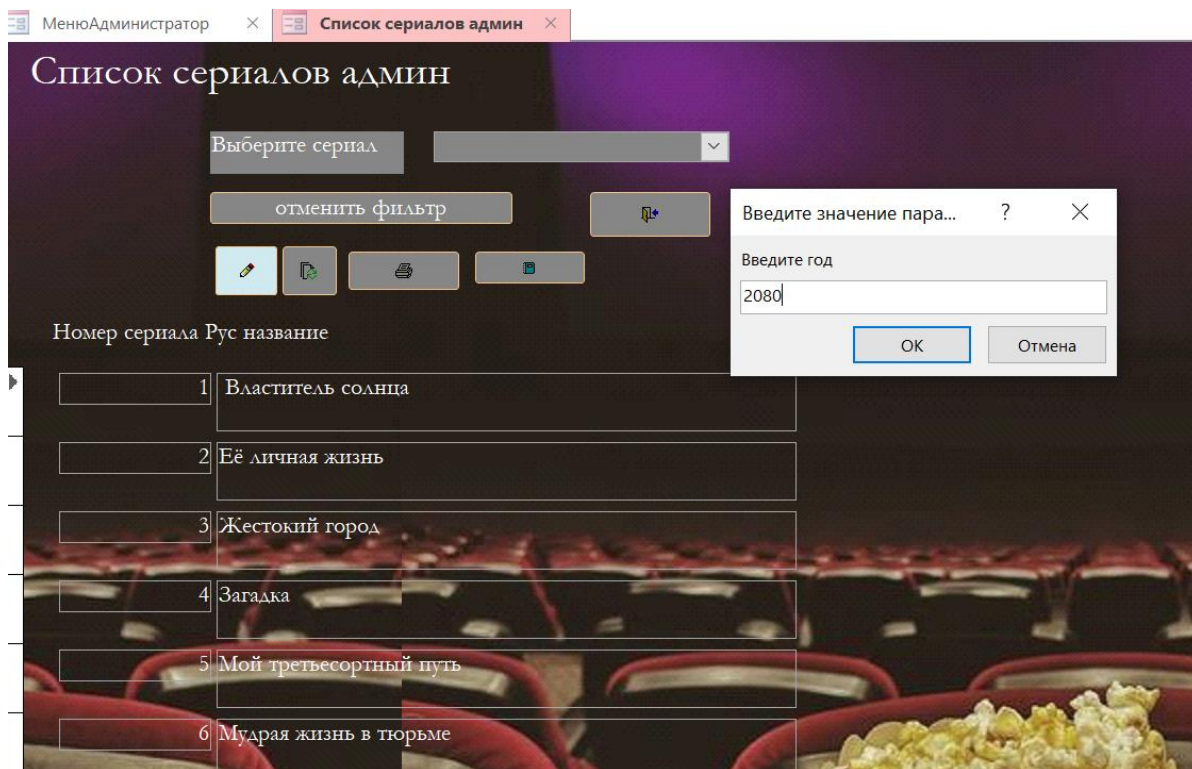 МенюАдминистратор
Список сериалов админ
Список сериалов админ
Выберите сериал
отменить фильтр
Введите значение пара... ?
Введите год
2080
ОК Отмена
Номер сериала Рус название
1 Властитель солнца
2 Её личная жизнь
3 Жестокий город
4 Загадка
5 Мой третьесортный путь
6 Мудрая жизнь в тюрьме